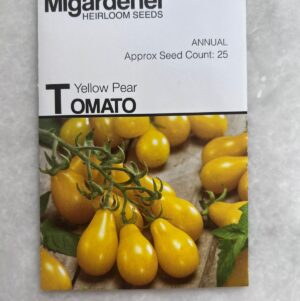 Migardener
HEIRLOOM SEEDS
ANNUAL
Approx Seed Count: 25
Yellow Pear
TOMATO